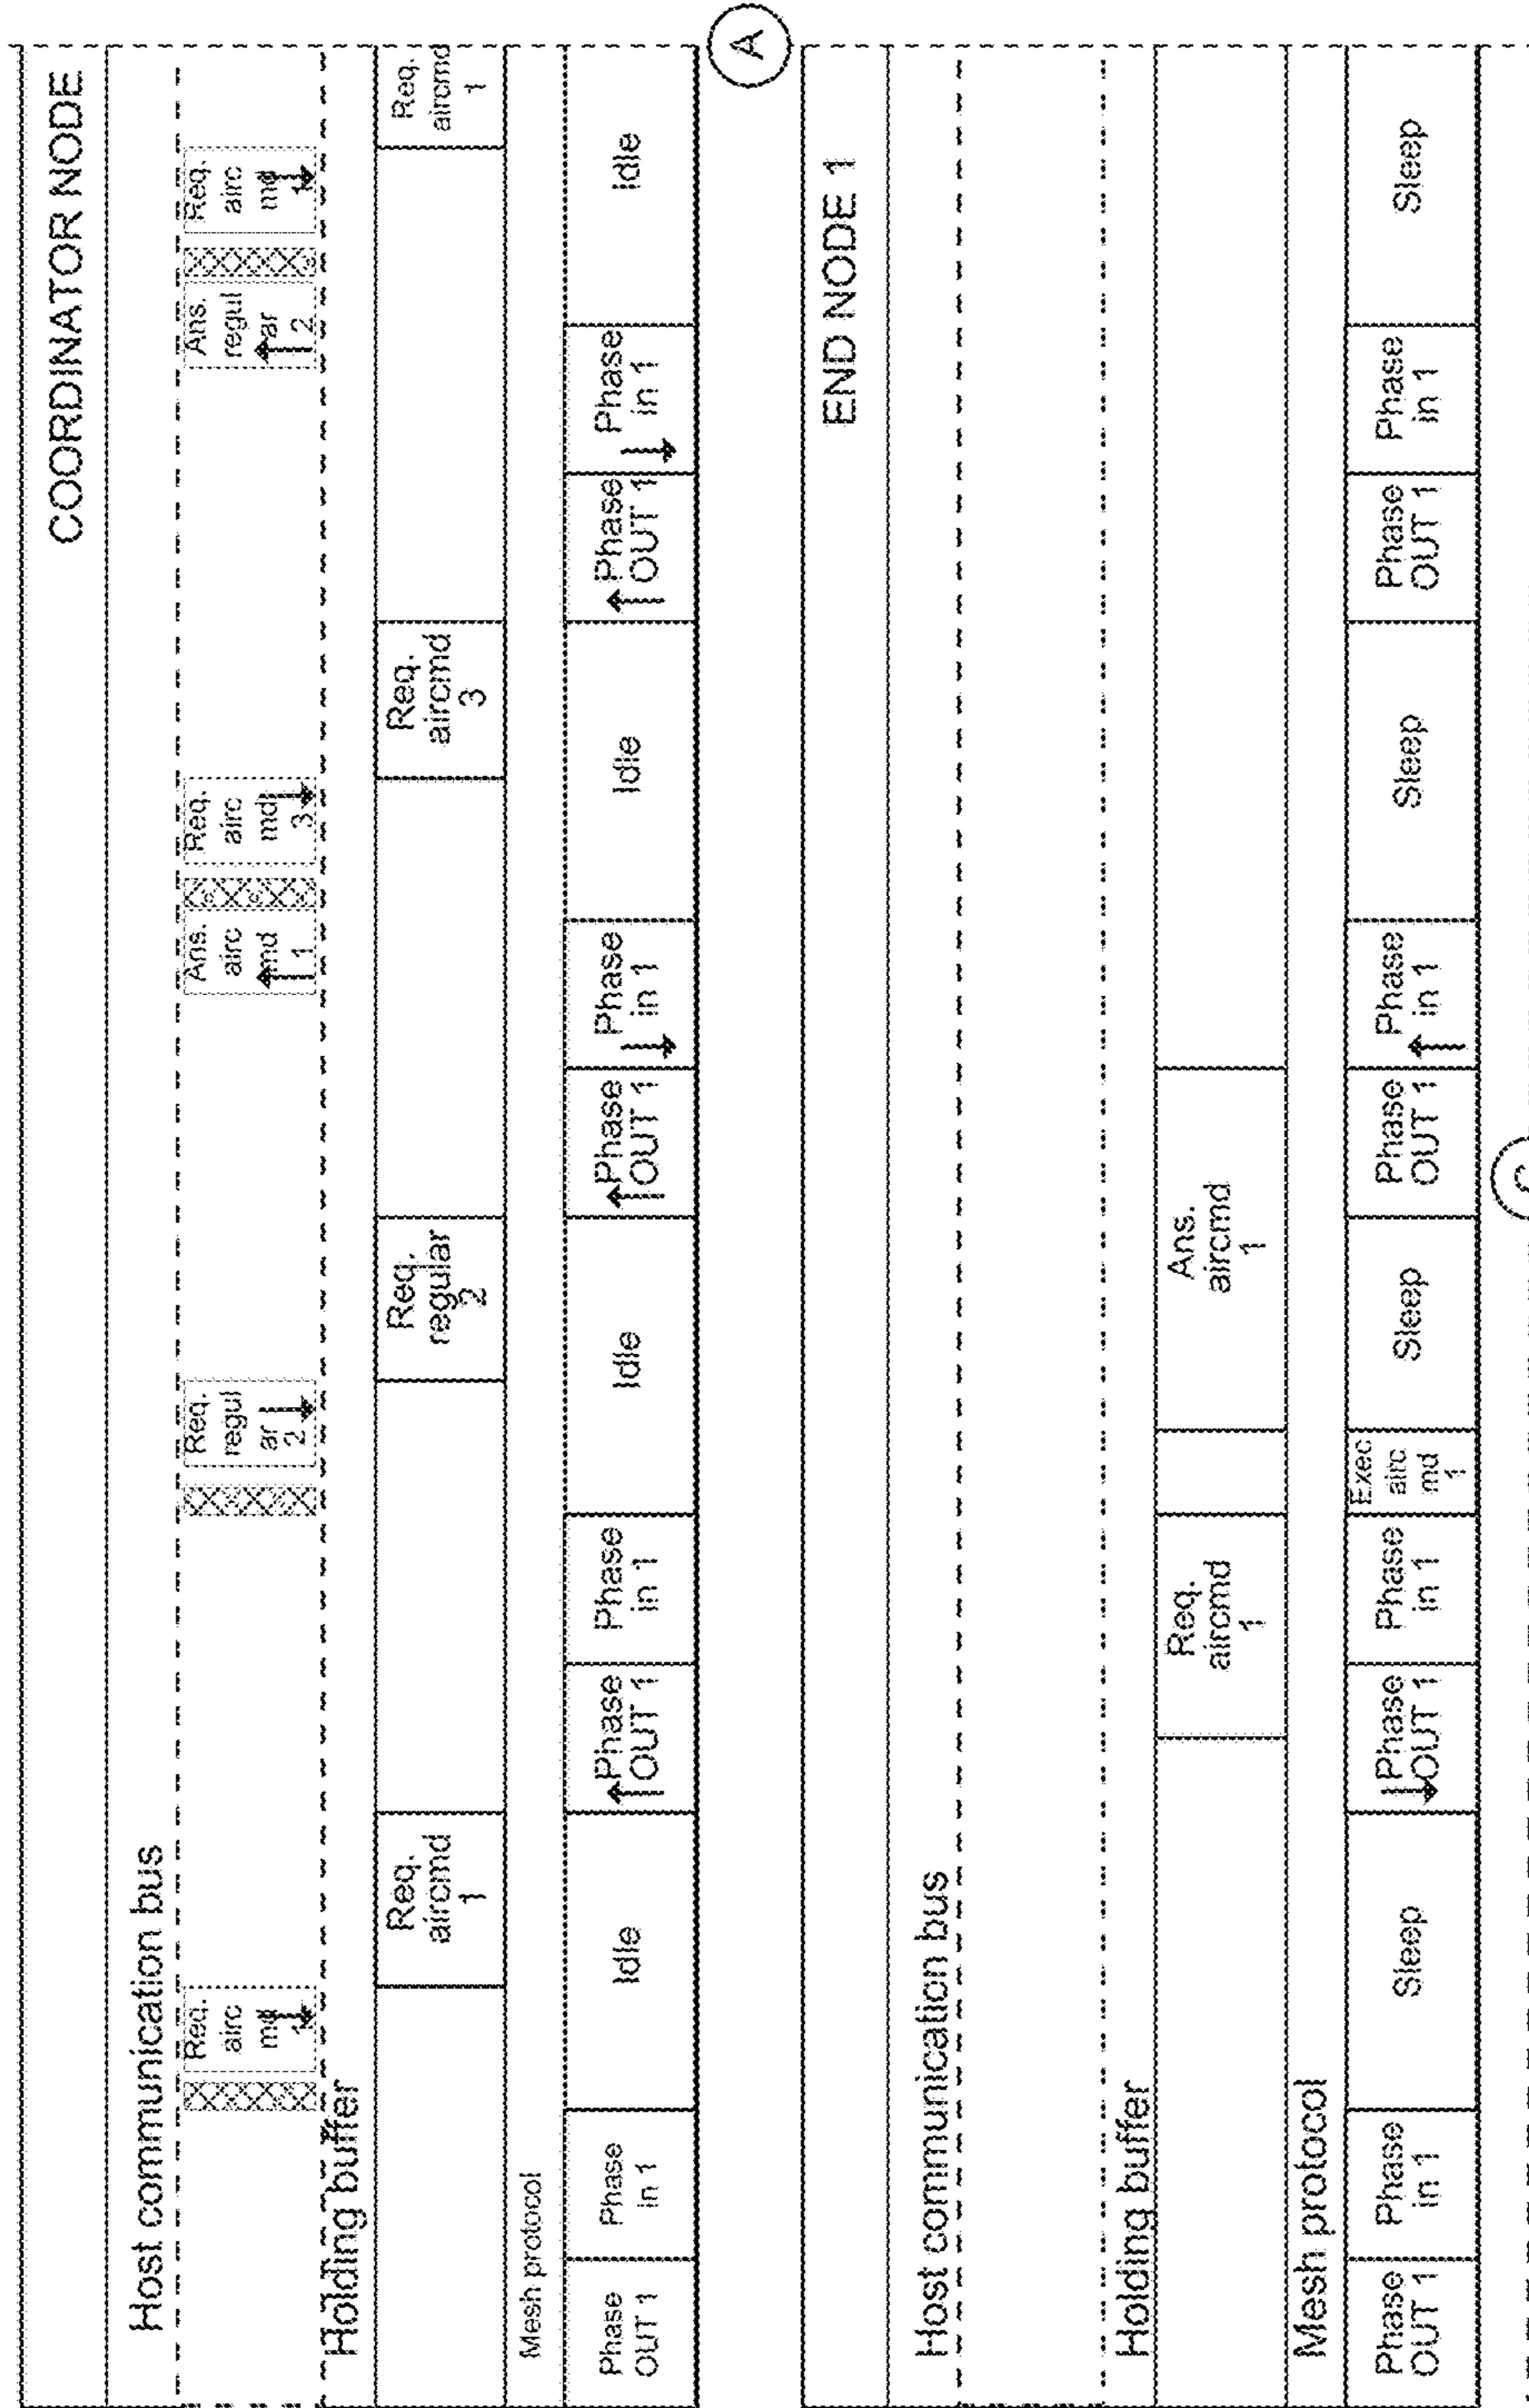 COORDINATOR NODE
Host communication bus
Req.
airc
md
1
Req.
regul
ar
2
Ans.
airc
md
1
Req.
airc
md
3
Ans.
regul
ar
2
Req.
airc
md
1
Holding buffer
Req.
aircmd
1
Req.
regular
2
Req.
aircmd
3
Req.
aircmd
1
Mesh protocol
Phase
OUT 1
Phase
in 1
Idle
Phase
OUT 1
Phase
in 1
Idle
Phase
OUT 1
Phase
in 1
Idle
Phase
OUT 1
Phase
in 1
Idle
A
END NODE 1
Host communication bus
Holding buffer
Req.
aircmd
1
Ans.
aircmd
1
Mesh protocol
Phase
OUT 1
Phase
in 1
Sleep
Phase
OUT 1
Phase
in 1
Exec
airc
md
1
Sleep
Phase
OUT 1
Phase
in 1
Sleep
Phase
OUT 1
Phase
in 1
Sleep